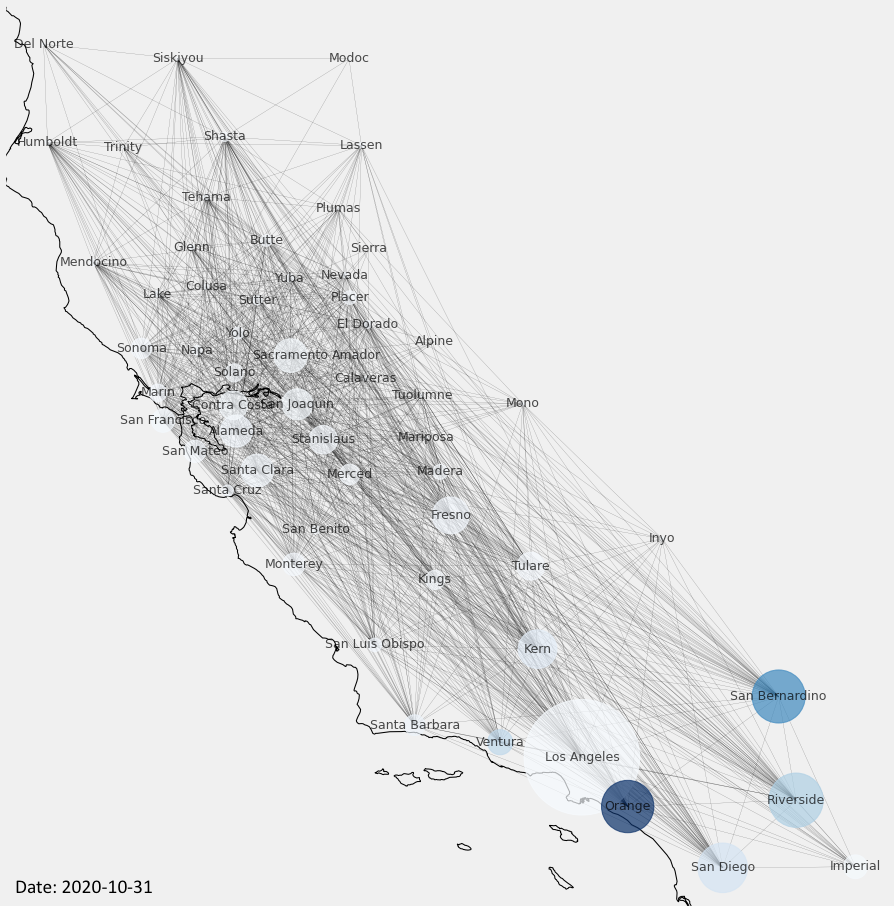 Del Norte
Siskiyou
Modoc
Humboldt
Trinity
Shasta
Lassen
Tehama
Plumas
Glenn
Butte
Sierra
Mendocino
Lake
Colusa
Yuba
Nevada
Sutter
Placer
El Dorado
Yolo
Alpine
Sonoma
Napa
Sacramento
Amador
Solano
Calaveras
Marin
Tuolumne
Contra Costa
San Joaquin
Mono
San Francis
Alameda
Stanislaus
Mariposa
San Mateo
Santa Clara
Merced
Madera
Santa Cruz
Fresno
San Benito
Inyo
Monterey
Kings
Tulare
San Luis Obispo
Kern
San Bernardino
Santa Barbara
Ventura
Los Angeles
Orange
Riverside
San Diego
Imperial
Date: 2020-10-31